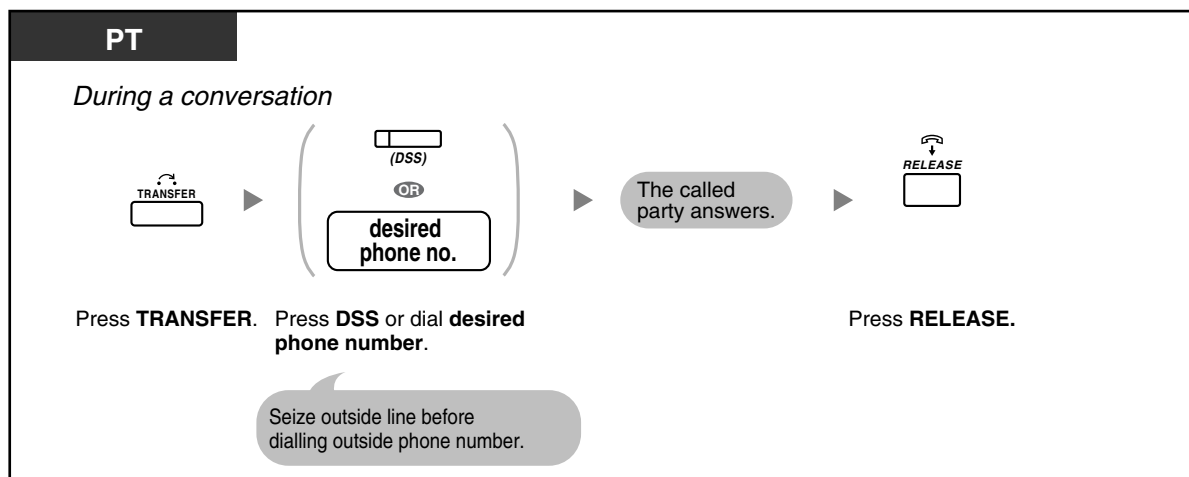 PT
During a conversation
TRANSFER
(DSS)
OR
desired
phone no.
The called
party answers.
RELEASE
Press TRANSFER.
Press DSS or dial desired
phone number.
Press RELEASE.
Seize outside line before
dialling outside phone number.